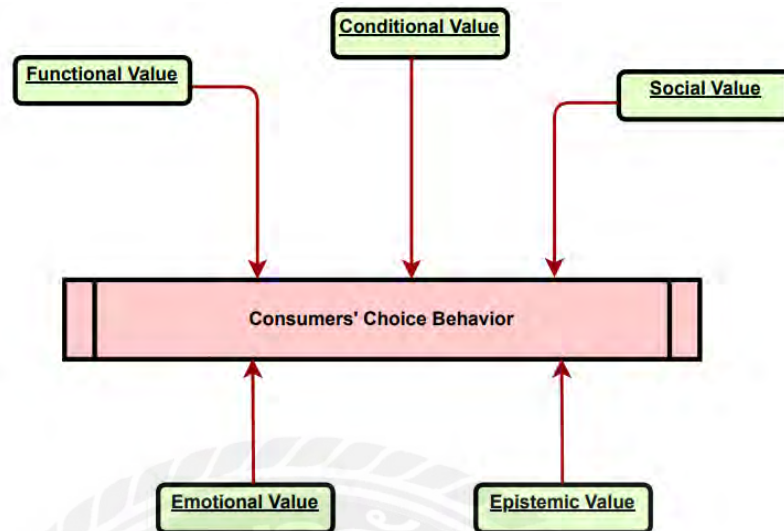 Conditional Value
Functional Value
Social Value
Consumers' Choice Behavior
Emotional Value
Epistemic Value